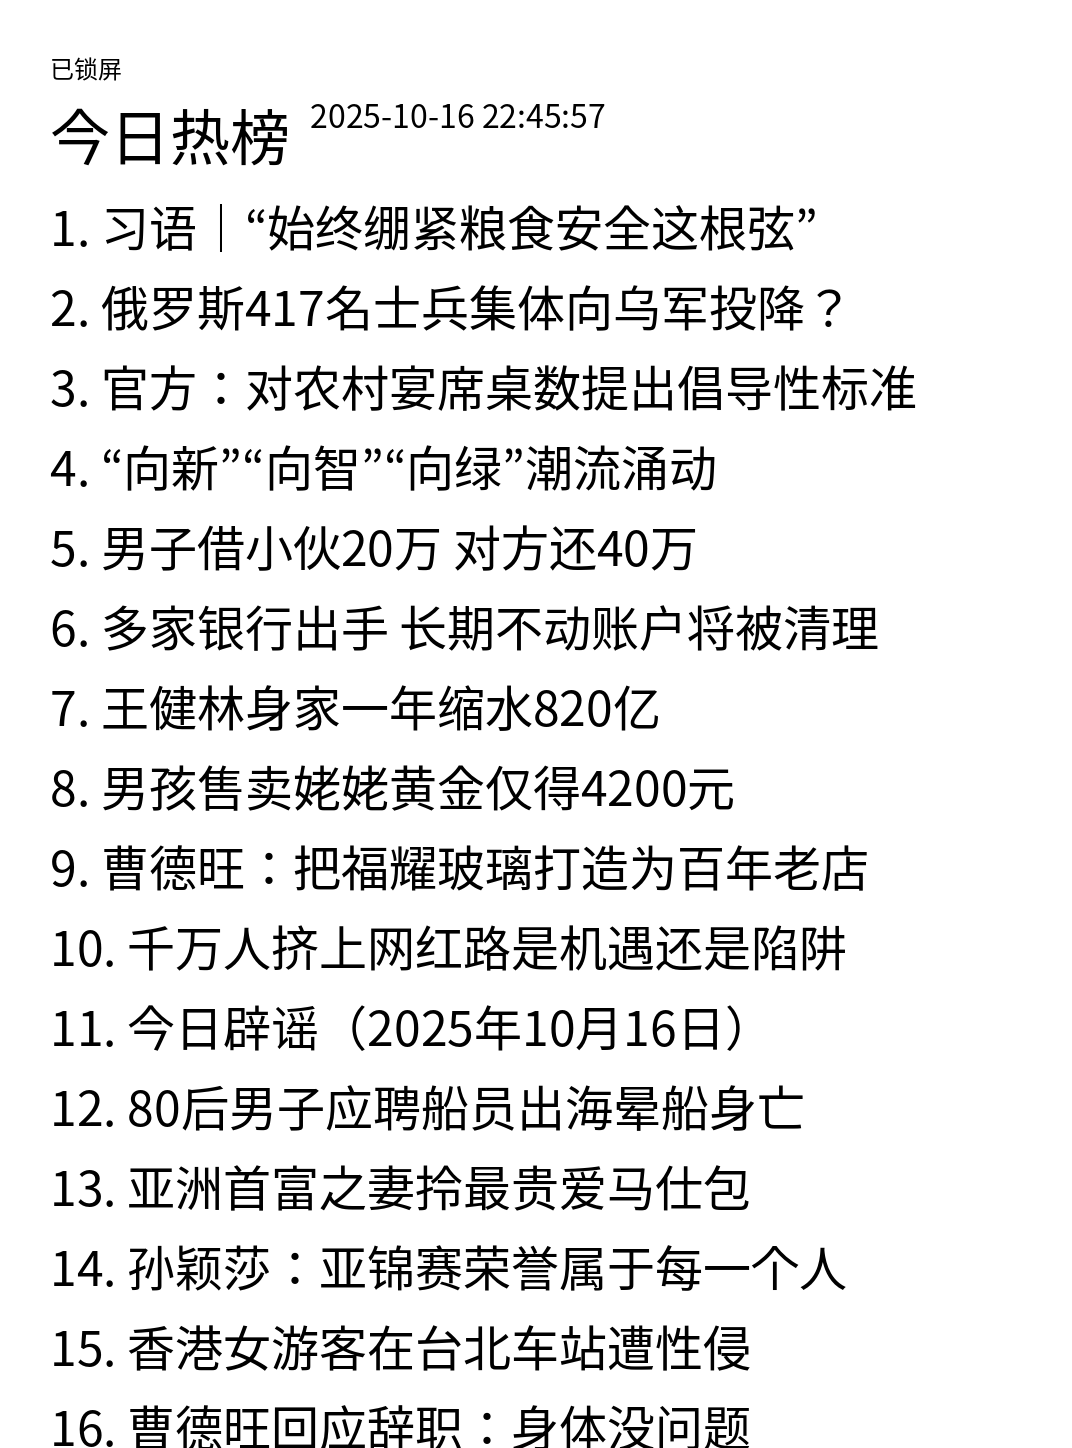 已锁屏
今日热榜 2025-10-16 22:45:57
1. 习语｜“始终绷紧粮食安全这根弦”
2. 俄罗斯417名士兵集体向乌军投降？
3. 官方：对农村宴席桌数提出倡导性标准
4. “向新”“向智”“向绿”潮流涌动
5. 男子借小伙20万 对方还40万
6. 多家银行出手 长期不动账户将被清理
7. 王健林身家一年缩水820亿
8. 男孩售卖姥姥黄金仅得4200元
9. 曹德旺：把福耀玻璃打造为百年老店
10. 千万人挤上网红路是机遇还是陷阱
11. 今日辟谣（2025年10月16日）
12. 80后男子应聘船员出海晕船身亡
13. 亚洲首富之妻拎最贵爱马仕包
14. 孙颖莎：亚锦赛荣誉属于每一个人
15. 香港女游客在台北车站遭性侵
16. 曹德旺回应辞职：身体没问题